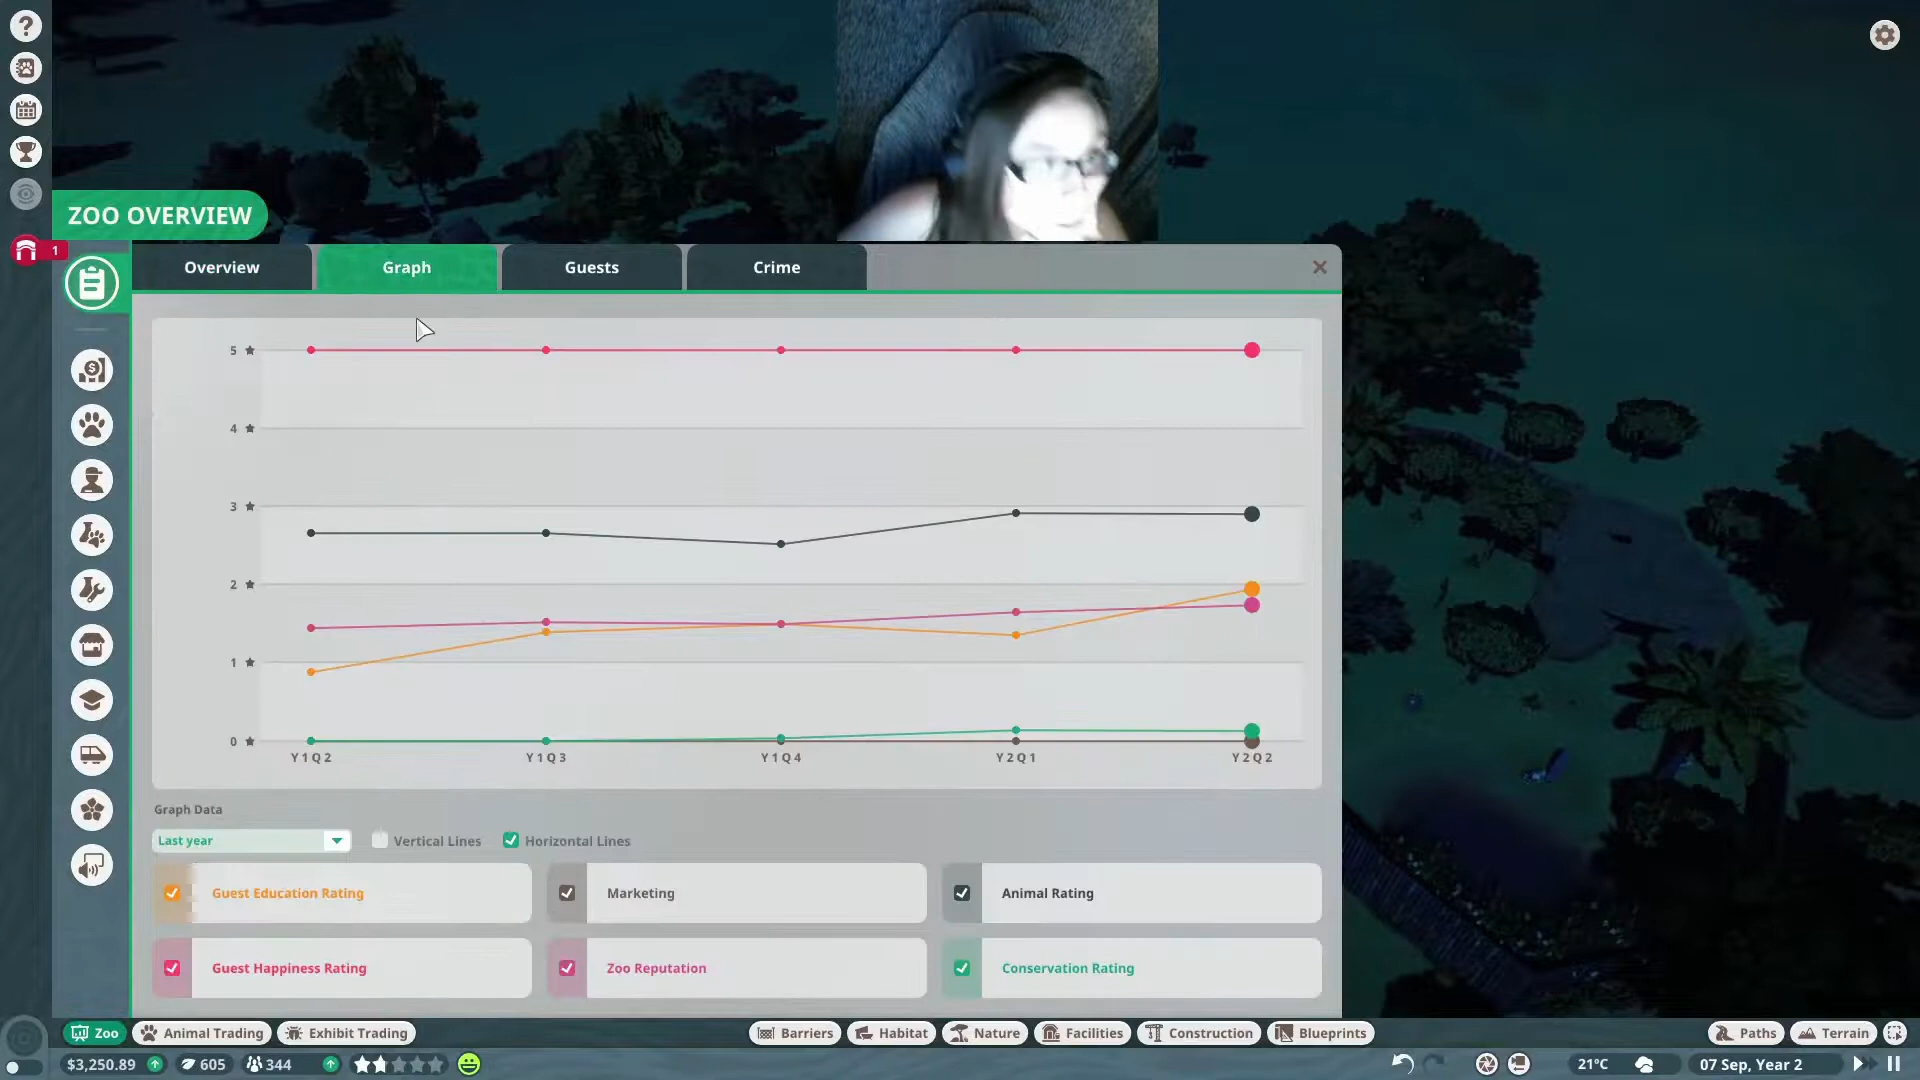 ZOO OVERVIEW
1
Overview
Graph
Guests
Crime
5
4
3
2
1
0
Y1Q2
Y1Q3
Y1Q4
Y2Q1
Y2Q2
Graph Data
Last year
Vertical Lines
Horizontal Lines
Guest Education Rating
Marketing
Animal Rating
Guest Happiness Rating
Zoo Reputation
Conservation Rating
Zoo
Animal Trading
Exhibit Trading
Barriers
Habitat
Nature
Facilities
Construction
Blueprints
Paths
Terrain
$3,250.89
605
344
21°C
07 Sep, Year 2